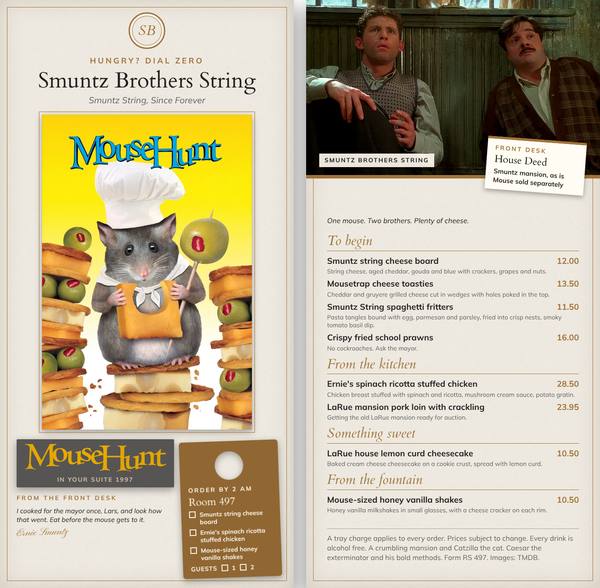 SB
HUNGRY? DIAL ZERO
Smuntz Brothers String
Smuntz String, Since Forever
MouseHunt
MouseHunt
IN YOUR SUITE 1997
FROM THE FRONT DESK
I cooked for the mayor once, Lars, and look how
that went. Eat before the mouse gets to it.
Ernie Smuntz
ORDER BY 2 AM
Room 497
Smuntz string cheese
board
Ernie's spinach ricotta
stuffed chicken
Mouse-sized honey
vanilla shakes
GUESTS 1 2
SMUNTZ BROTHERS STRING
FRONT DESK
House Deed
Smuntz mansion, as is
Mouse sold separately
One mouse. Two brothers. Plenty of cheese.
To begin
Smuntz string cheese board 12.00
String cheese, aged cheddar, gouda and blue with crackers, grapes and nuts.
Mousetrap cheese toasties 13.50
Cheddar and gruyere grilled cheese cut in wedges with holes poked in the top.
Smuntz String spaghetti fritters 11.50
Pasta tangles bound with egg, parmesan and parsley, fried into crisp nests, smoky
tomato basil dip.
Crispy fried school prawns 16.00
No cockroaches. Ask the mayor.
From the kitchen
Ernie's spinach ricotta stuffed chicken 28.50
Chicken breast stuffed with spinach and ricotta, mushroom cream sauce, potato gratin.
LaRue mansion pork loin with crackling 23.95
Getting the old LaRue mansion ready for auction.
Something sweet
LaRue house lemon curd cheesecake 10.50
Baked cream cheese cheesecake on a cookie crust, spread with lemon curd.
From the fountain
Mouse-sized honey vanilla shakes 10.50
Honey vanilla milkshakes in small glasses, with a cheese cracker on each rim.
A tray charge applies to every order. Prices subject to change. Every drink is
alcohol free. A crumbling mansion and Catzilla the cat. Caesar the
exterminator and his bold methods. Form RS 497. Images: TMDB.